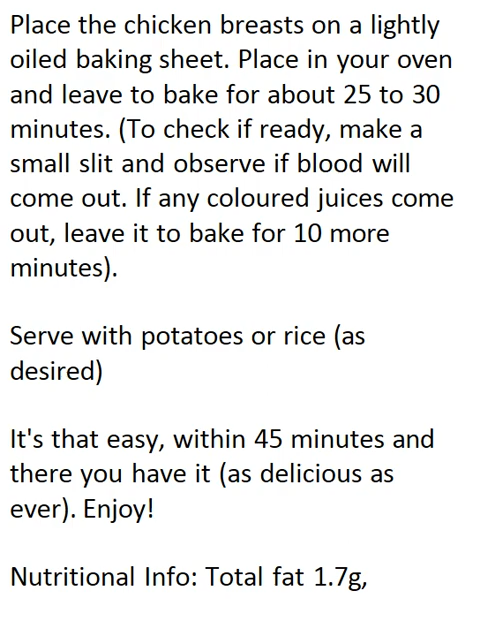 Place the chicken breasts on a lightly
oiled baking sheet. Place in your oven
and leave to bake for about 25 to 30
minutes. (To check if ready, make a
small slit and observe if blood will
come out. If any coloured juices come
out, leave it to bake for 10 more
minutes).
Serve with potatoes or rice (as
desired)
It's that easy, within 45 minutes and
there you have it (as delicious as
ever). Enjoy!
Nutritional Info: Total fat 1.7g,